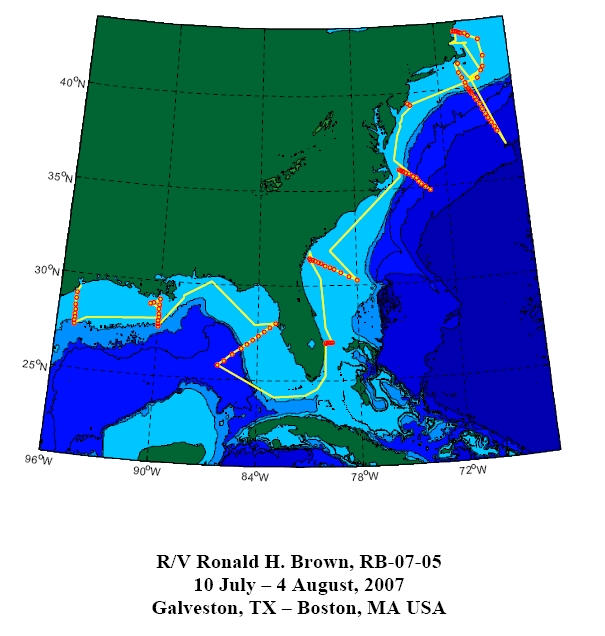 40°N
35°N
30°N
25°N
96°W
90°W
84°W
78°W
72°W
R/V Ronald H. Brown, RB-07-05
10 July – 4 August, 2007
Galveston, TX – Boston, MA USA